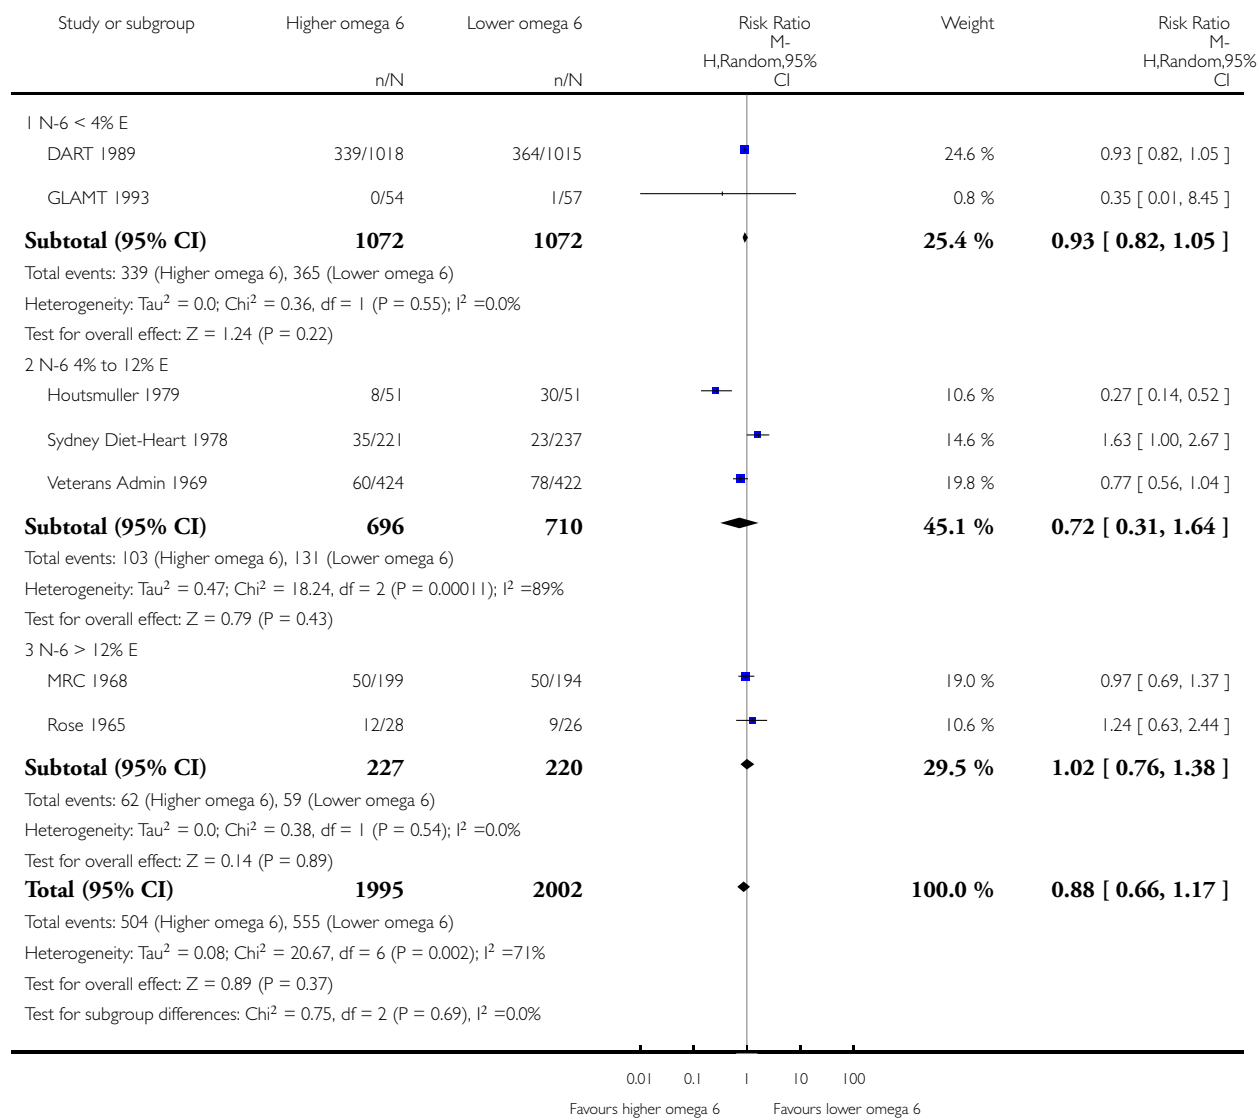 Study or subgroup Higher omega 6 Lower omega 6 Risk Ratio Weight Risk Ratio
M- M-
H,Random,95% H,Random,95%
n/N n/N CI CI
1 N-6 < 4% E
DART 1989 339/1018 364/1015 24.6 % 0.93 [ 0.82, 1.05 ]
GLAMT 1993 0/54 1/57 0.8 % 0.35 [ 0.01, 8.45 ]
Subtotal (95% CI) 1072 1072 25.4 % 0.93 [ 0.82, 1.05 ]
Total events: 339 (Higher omega 6), 365 (Lower omega 6)
Heterogeneity: Tau² = 0.0; Chi² = 0.36, df = 1 (P = 0.55); I² =0.0%
Test for overall effect: Z = 1.24 (P = 0.22)
2 N-6 4% to 12% E
Houtsmuller 1979 8/51 30/51 10.6 % 0.27 [ 0.14, 0.52 ]
Sydney Diet-Heart 1978 35/221 23/237 14.6 % 1.63 [ 1.00, 2.67 ]
Veterans Admin 1969 60/424 78/422 19.8 % 0.77 [ 0.56, 1.04 ]
Subtotal (95% CI) 696 710 45.1 % 0.72 [ 0.31, 1.64 ]
Total events: 103 (Higher omega 6), 131 (Lower omega 6)
Heterogeneity: Tau² = 0.47; Chi² = 18.24, df = 2 (P = 0.00011); I² =89%
Test for overall effect: Z = 0.79 (P = 0.43)
3 N-6 > 12% E
MRC 1968 50/199 50/194 19.0 % 0.97 [ 0.69, 1.37 ]
Rose 1965 12/28 9/26 10.6 % 1.24 [ 0.63, 2.44 ]
Subtotal (95% CI) 227 220 29.5 % 1.02 [ 0.76, 1.38 ]
Total events: 62 (Higher omega 6), 59 (Lower omega 6)
Heterogeneity: Tau² = 0.0; Chi² = 0.38, df = 1 (P = 0.54); I² =0.0%
Test for overall effect: Z = 0.14 (P = 0.89)
Total (95% CI) 1995 2002 100.0 % 0.88 [ 0.66, 1.17 ]
Total events: 504 (Higher omega 6), 555 (Lower omega 6)
Heterogeneity: Tau² = 0.08; Chi² = 20.67, df = 6 (P = 0.002); I² =71%
Test for overall effect: Z = 0.89 (P = 0.37)
Test for subgroup differences: Chi² = 0.75, df = 2 (P = 0.69), I² =0.0%
0.01 0.1 1 10 100
Favours higher omega 6 Favours lower omega 6